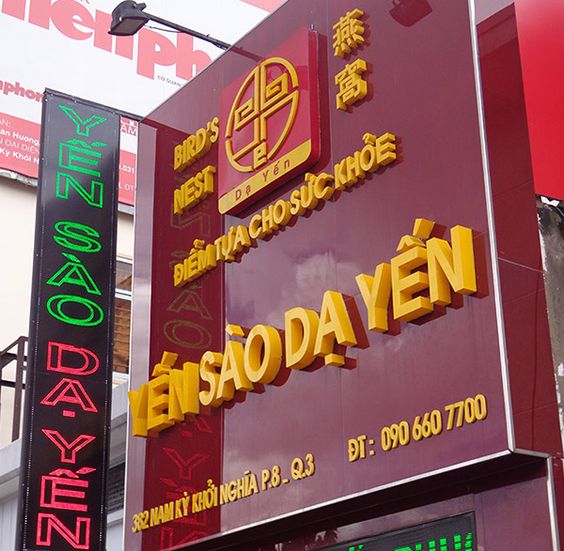 YẾN SÀO DẠ YẾN
BIRD'S
NEST
Dạ Yến
燕窩
ĐIỂM TỰA CHO SỨC KHỎE
YẾN SÀO DẠ YẾN
382 NAM KỲ KHỞI NGHĨA P.8 - Q.3
ĐT : 090 660 7700